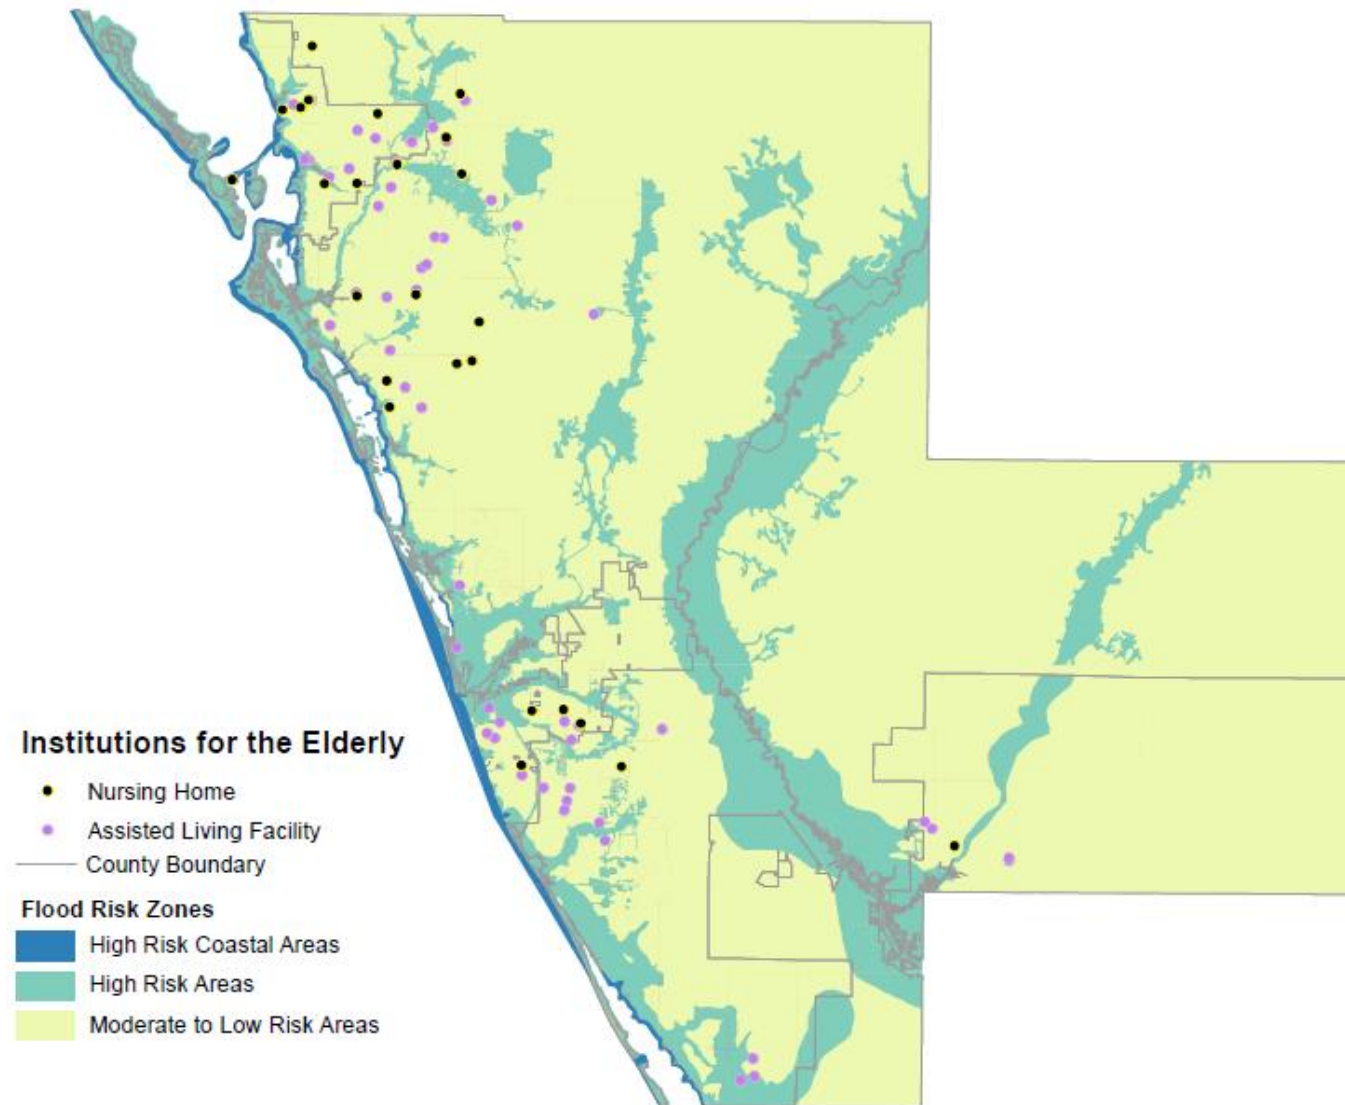 Institutions for the Elderly
Nursing Home
Assisted Living Facility
County Boundary
Flood Risk Zones
High Risk Coastal Areas
High Risk Areas
Moderate to Low Risk Areas